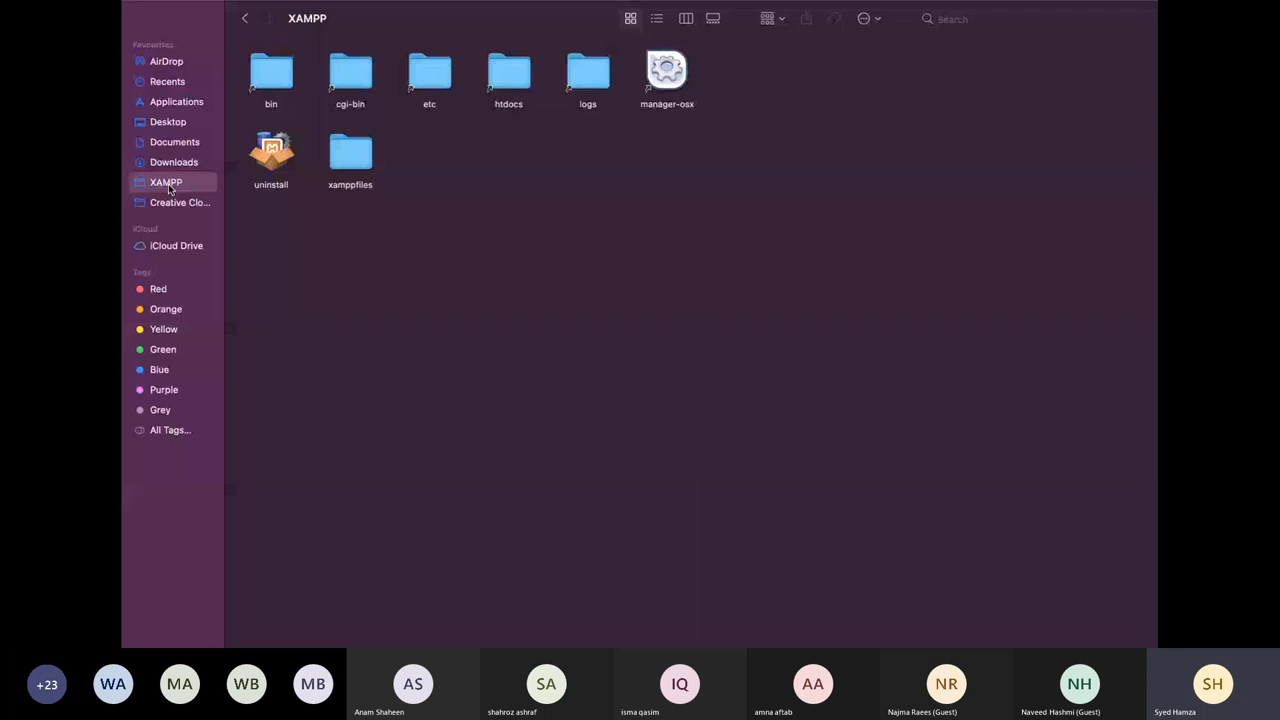 XAMPP
Search
Favourites
AirDrop
Recents
Applications
Desktop
Documents
Downloads
XAMPP
Creative Clo...
iCloud
iCloud Drive
Tags
Red
Orange
Yellow
Green
Blue
Purple
Grey
All Tags...
bin
cgi-bin
etc
htdocs
logs
manager-osx
uninstall
xamppfiles
+23
WA
MA
WB
MB
AS
SA
IQ
AA
NR
NH
SH
Anam Shaheen
shahroz ashraf
isma qasim
amna aftab
Najma Raees (Guest)
Naveed Hashmi (Guest)
Syed Hamza